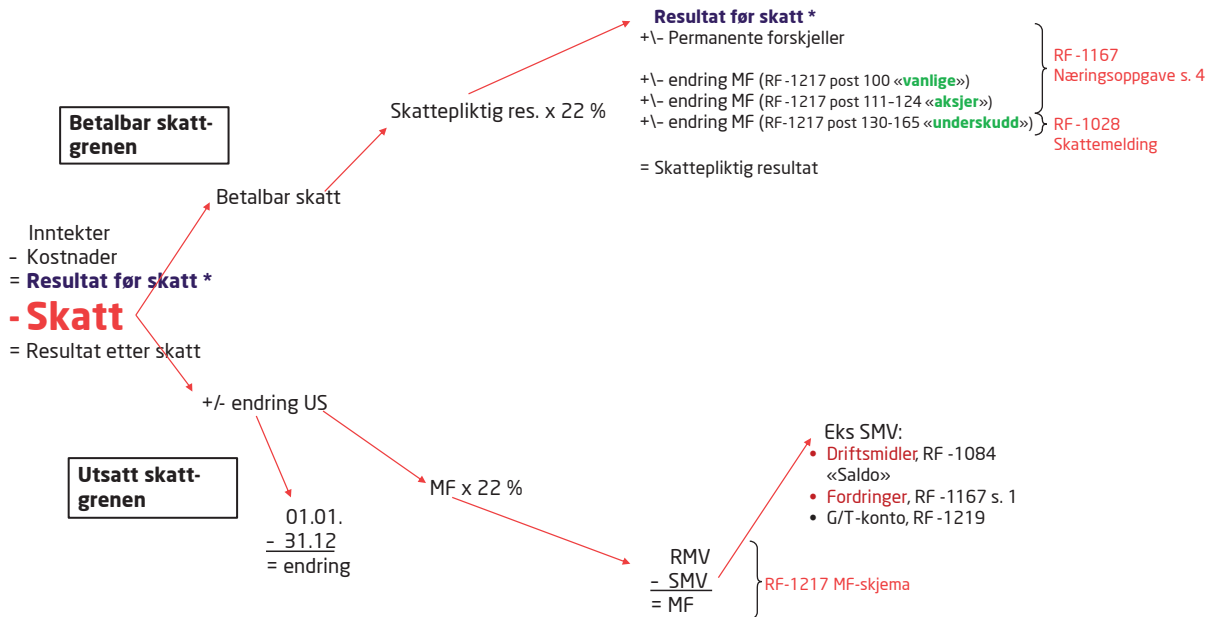 Resultat før skatt *
+\- Permanente forskjeller
+\- endring MF (RF-1217 post 100 «vanlige»)
+\- endring MF (RF-1217 post 111-124 «aksjer»)
+\- endring MF (RF-1217 post 130-165 «underskudd»)
= Skattepliktig resultat
RF-1167
Næringsoppgave s. 4
RF-1028
Skattemelding
Skattepliktig res. x 22 %
Betalbar skatt-
grenen
Betalbar skatt
Inntekter
- Kostnader
= Resultat før skatt *
- Skatt
= Resultat etter skatt
+/- endring US
Utsatt skatt-
grenen
01.01.
- 31.12
= endring
MF x 22 %
Eks SMV:
• Driftsmidler, RF-1084
«Saldo»
• Fordringer, RF-1167 s. 1
• G/T-konto, RF-1219
RMV
- SMV
= MF
RF-1217 MF-skjema